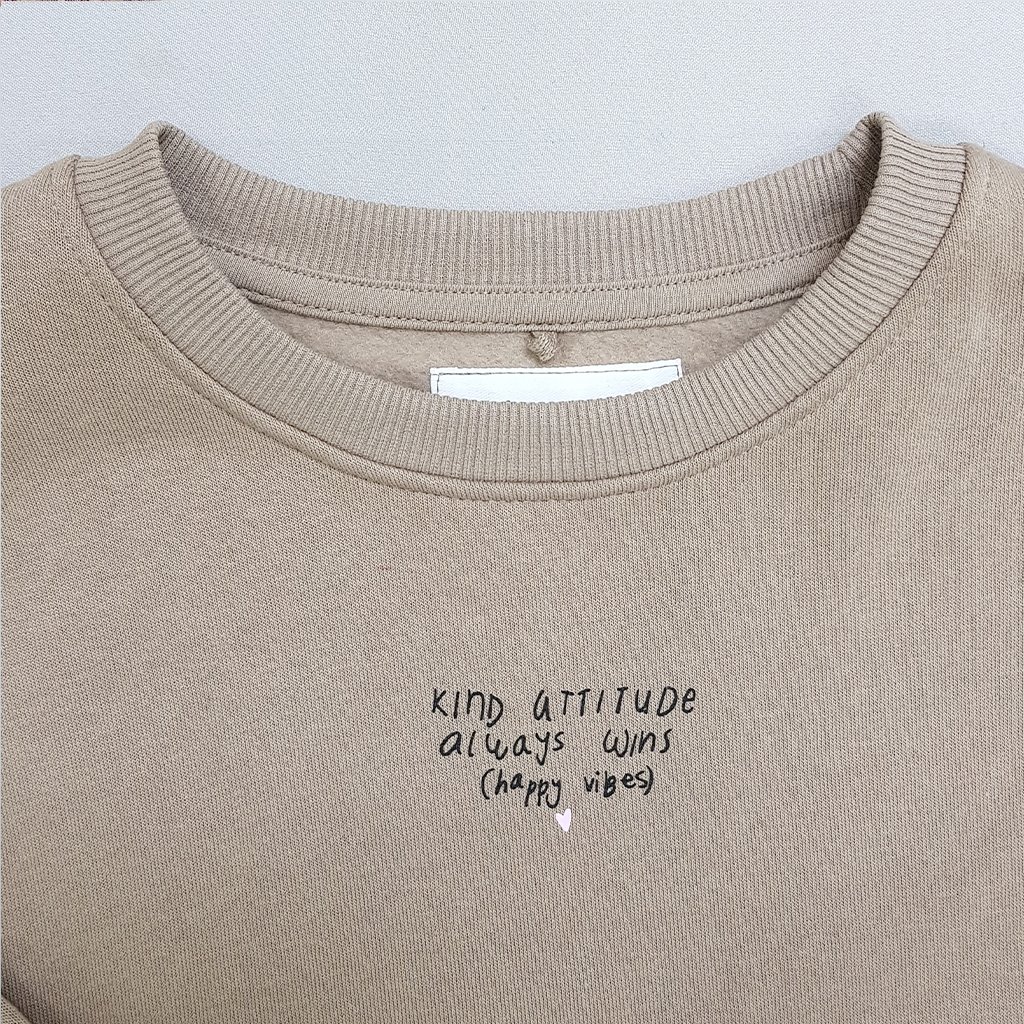 KIND ATTITUDe
always wins
(happy vibes)